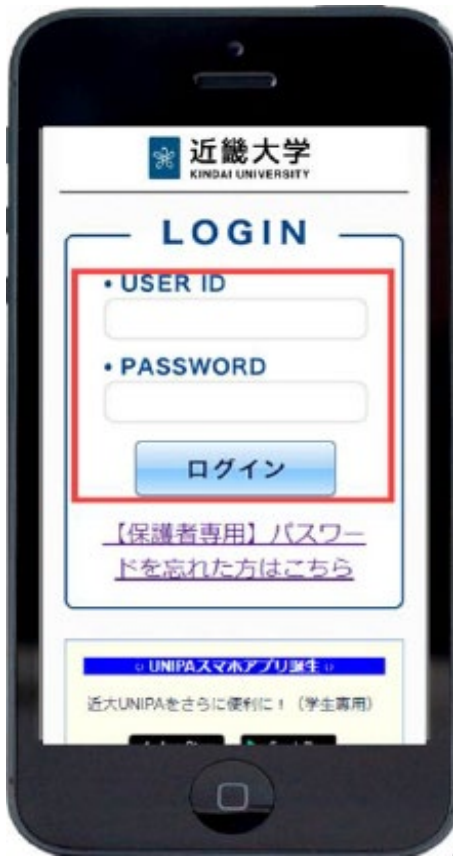 近畿大学
KINDAI UNIVERSITY
LOGIN
• USER ID
• PASSWORD
ログイン
【保護者専用】パスワー
ドを忘れた方はこちら
UNIPAスマホアプリ誕生
近大UNIPAをさらに便利に！（学生専用）